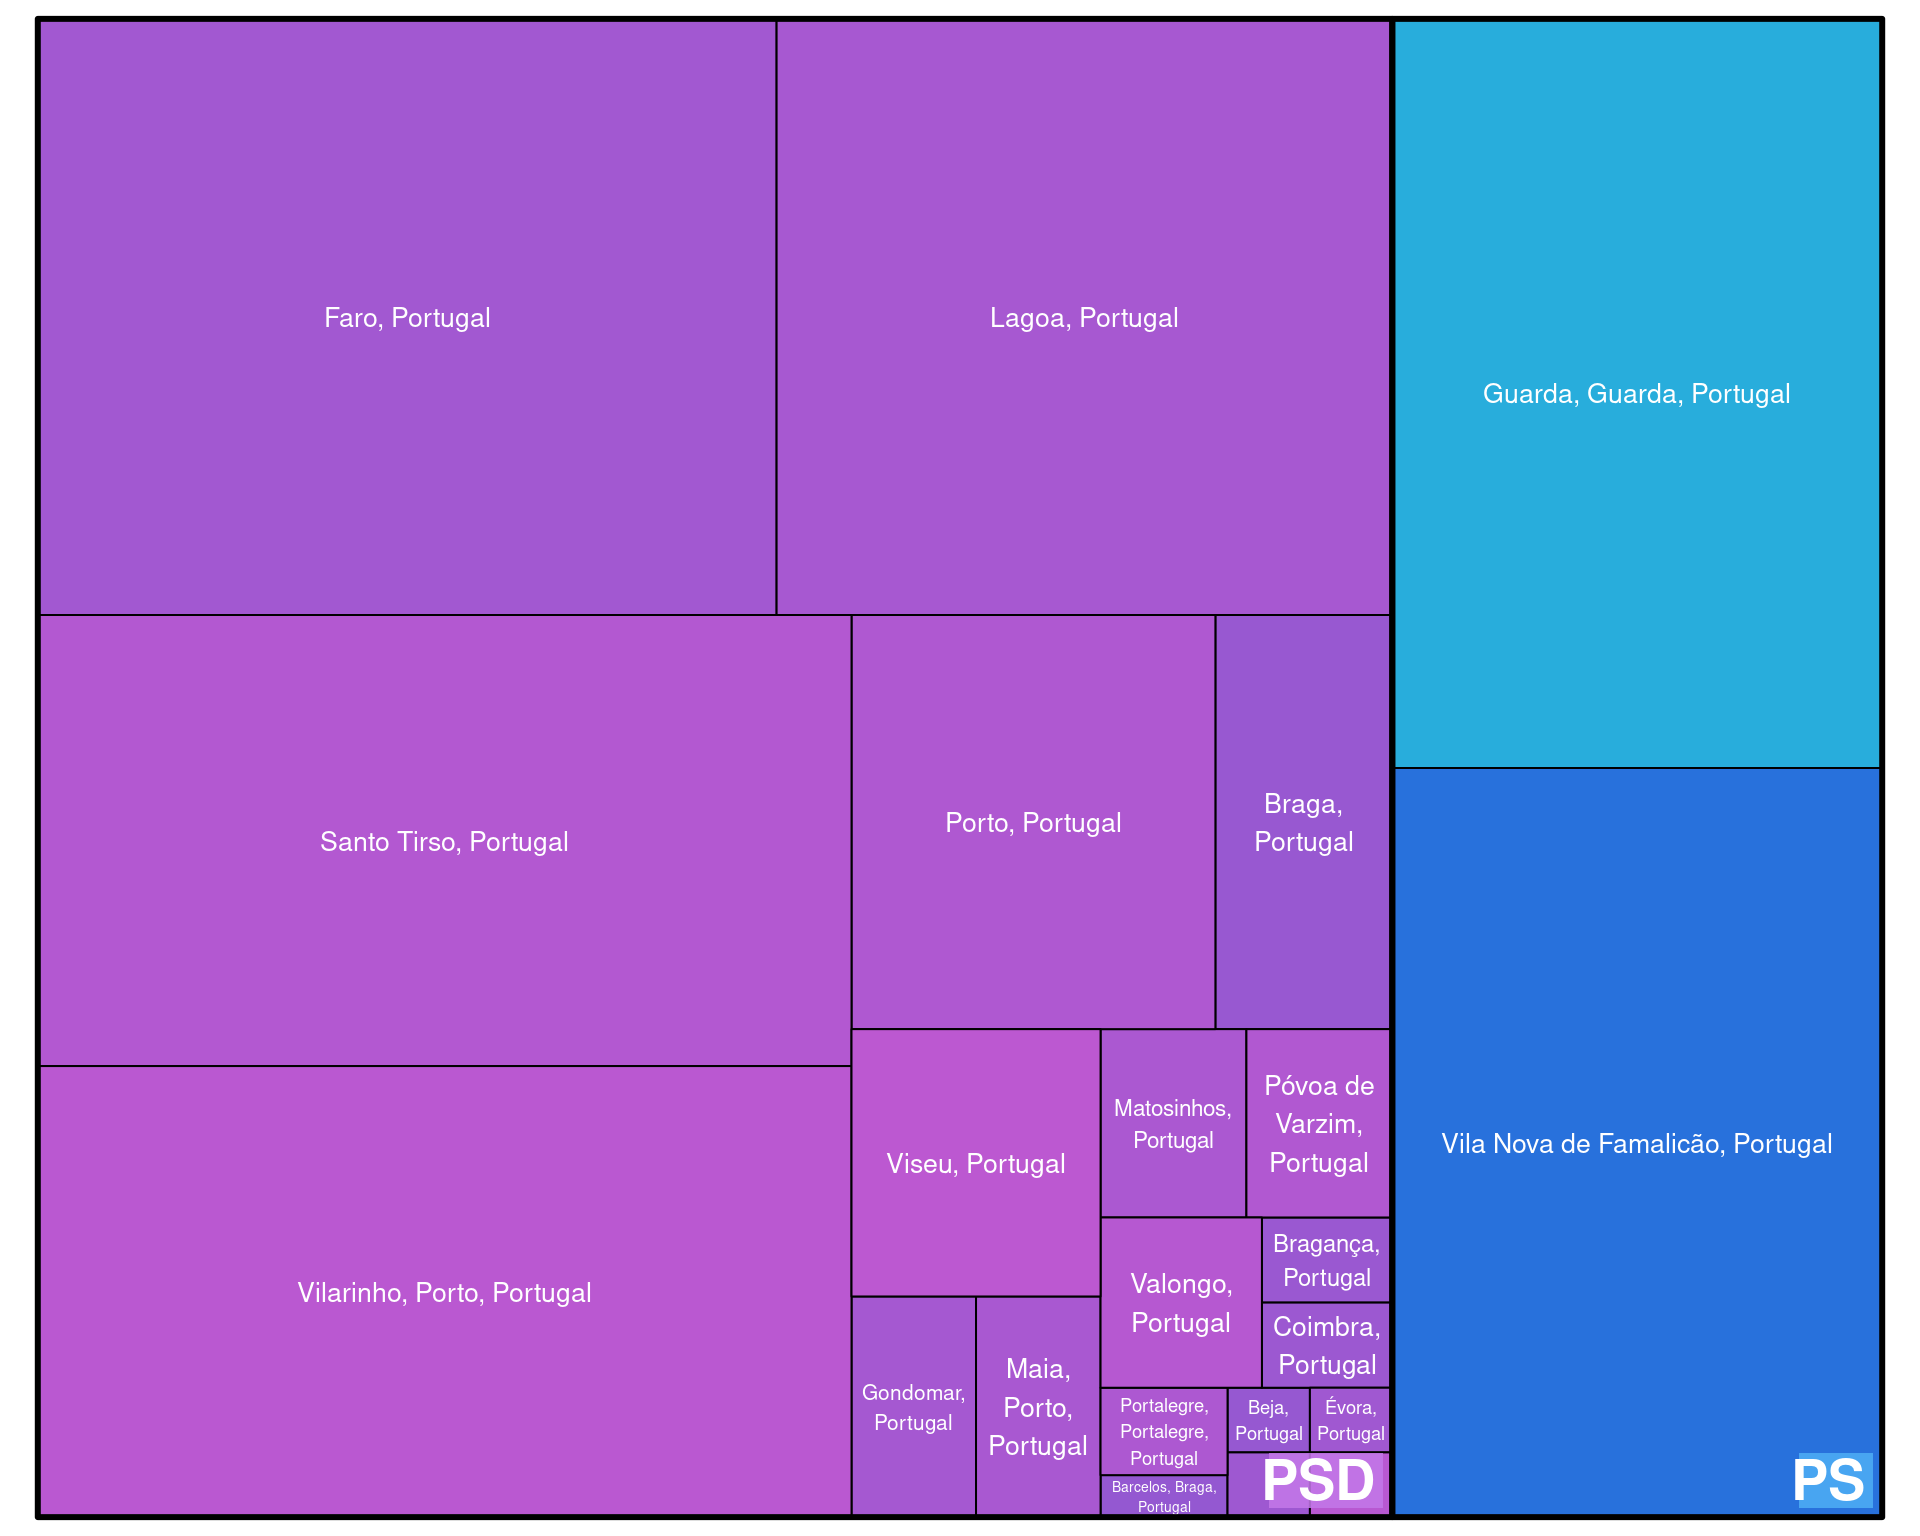 Faro, Portugal
Lagoa, Portugal
Guarda, Guarda, Portugal
Santo Tirso, Portugal
Porto, Portugal
Braga,
Portugal
Vila Nova de Famalicão, Portugal
Vilarinho, Porto, Portugal
Viseu, Portugal
Matosinhos,
Portugal
Póvoa de
Varzim,
Portugal
Valongo,
Portugal
Bragança,
Portugal
Coimbra,
Portugal
Gondomar,
Portugal
Maia,
Porto,
Portugal
Portalegre,
Portalegre,
Portugal
Beja,
Portugal
Évora,
Portugal
Barcelos, Braga,
Portugal
PSD
PS